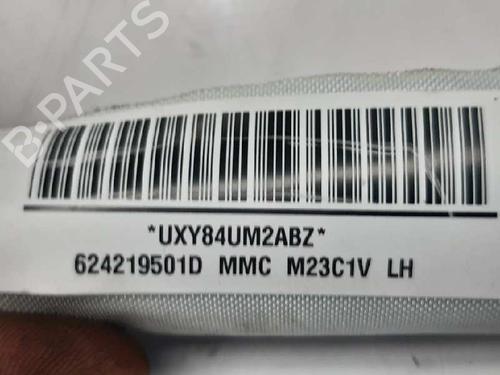 B-PARTS
*UXY84UM2ABZ*
624219501D MMC M23C1V LH